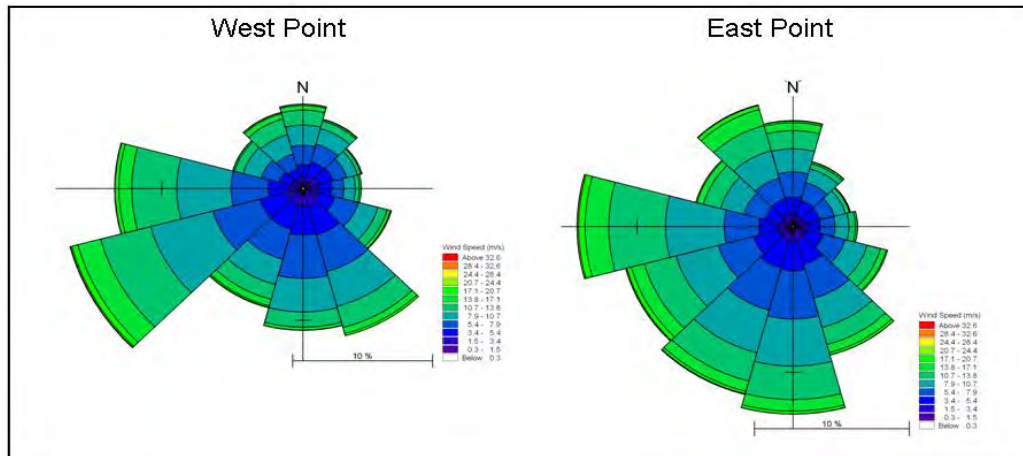 West Point
East Point
N
Wind Speed (m/s)
Above 32.6
28.4 - 32.6
24.4 - 28.4
20.7 - 24.4
17.1 - 20.7
13.8 - 17.1
10.7 - 13.8
7.9 - 10.7
5.4 - 7.9
3.4 - 5.4
1.5 - 3.4
0.3 - 1.5
Below 0.3
10 %
N
Wind Speed (m/s)
Above 32.6
28.4 - 32.6
24.4 - 28.4
20.7 - 24.4
17.1 - 20.7
13.8 - 17.1
10.7 - 13.8
7.9 - 10.7
5.4 - 7.9
3.4 - 5.4
1.5 - 3.4
0.3 - 1.5
Below 0.3
10 %